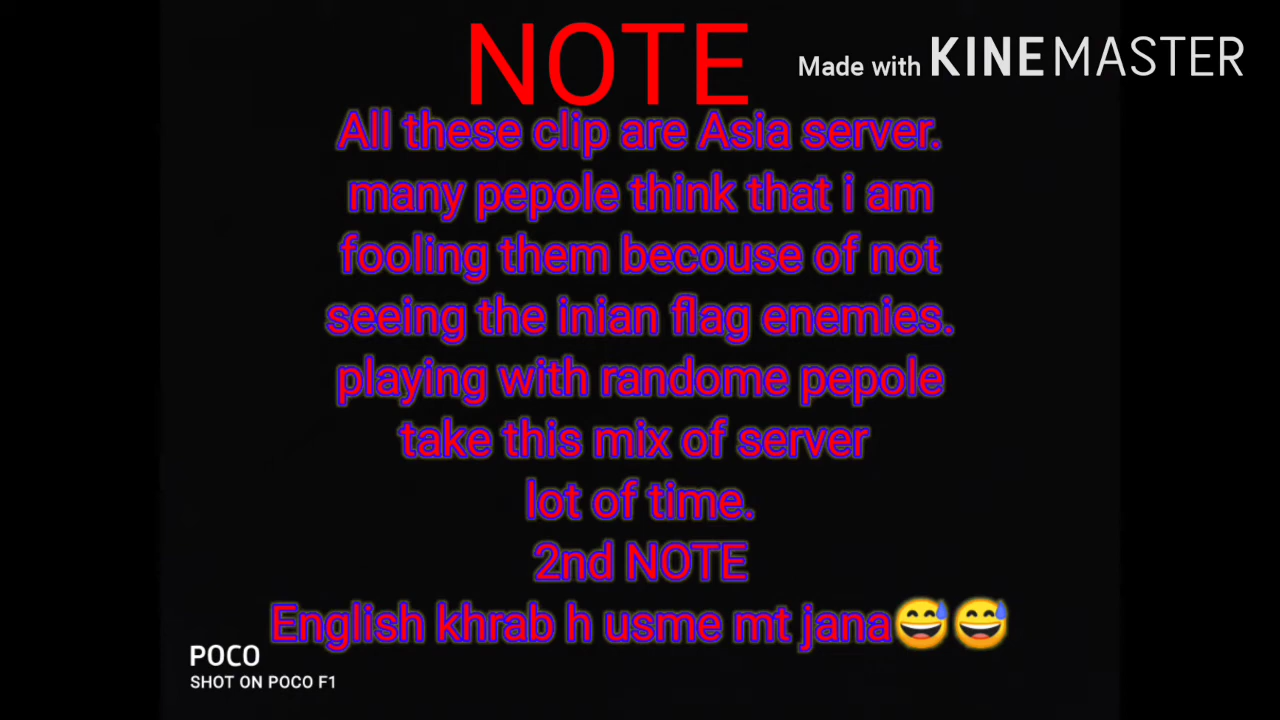 NOTE
Made with KINEMASTER
All these clip are Asia server.
many pepole think that i am
fooling them becouse of not
seeing the inian flag enemies.
playing with randome pepole
take this mix of server
lot of time.
2nd NOTE
English khrab h usme mt jana😅😅
POCO
SHOT ON POCO F1